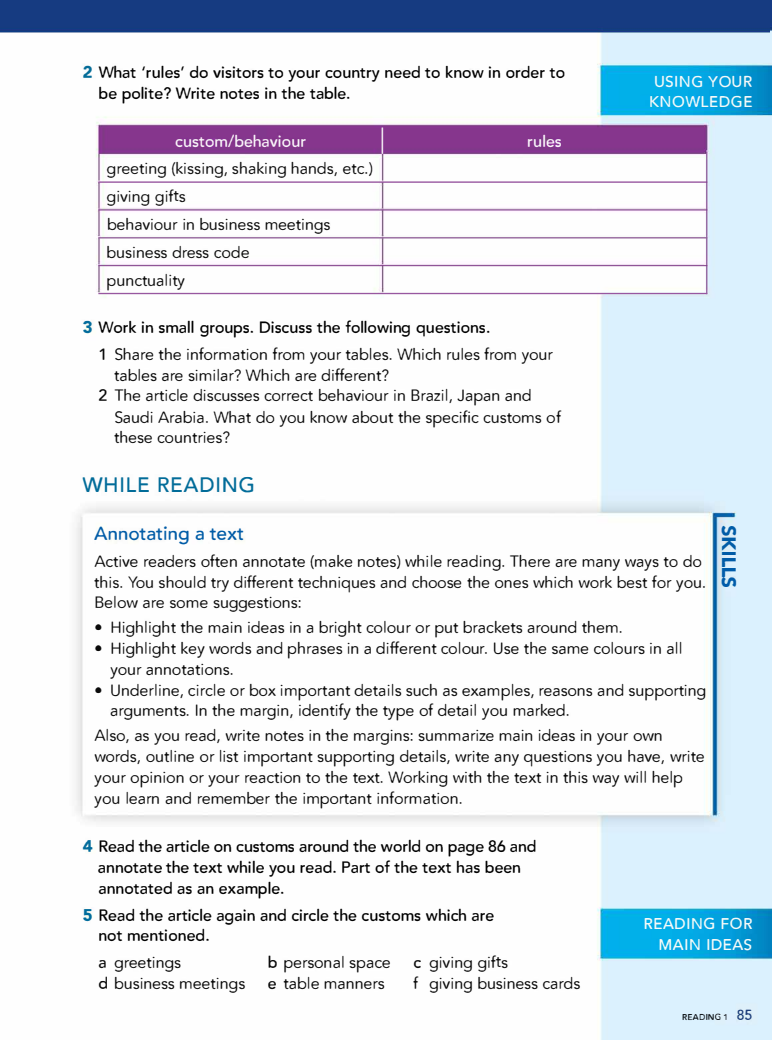 2 What 'rules' do visitors to your country need to know in order to
be polite? Write notes in the table.
USING YOUR
KNOWLEDGE
custom/behaviour rules
greeting (kissing, shaking hands, etc.)
giving gifts
behaviour in business meetings
business dress code
punctuality
3 Work in small groups. Discuss the following questions.
1 Share the information from your tables. Which rules from your
tables are similar? Which are different?
2 The article discusses correct behaviour in Brazil, Japan and
Saudi Arabia. What do you know about the specific customs of
these countries?
WHILE READING
SKILLS
Annotating a text
Active readers often annotate (make notes) while reading. There are many ways to do
this. You should try different techniques and choose the ones which work best for you.
Below are some suggestions:
• Highlight the main ideas in a bright colour or put brackets around them.
• Highlight key words and phrases in a different colour. Use the same colours in all
your annotations.
• Underline, circle or box important details such as examples, reasons and supporting
arguments. In the margin, identify the type of detail you marked.
Also, as you read, write notes in the margins: summarize main ideas in your own
words, outline or list important supporting details, write any questions you have, write
your opinion or your reaction to the text. Working with the text in this way will help
you learn and remember the important information.
4 Read the article on customs around the world on page 86 and
annotate the text while you read. Part of the text has been
annotated as an example.
5 Read the article again and circle the customs which are
not mentioned.
READING FOR
MAIN IDEAS
a greetings b personal space c giving gifts
d business meetings e table manners f giving business cards
READING 1 85